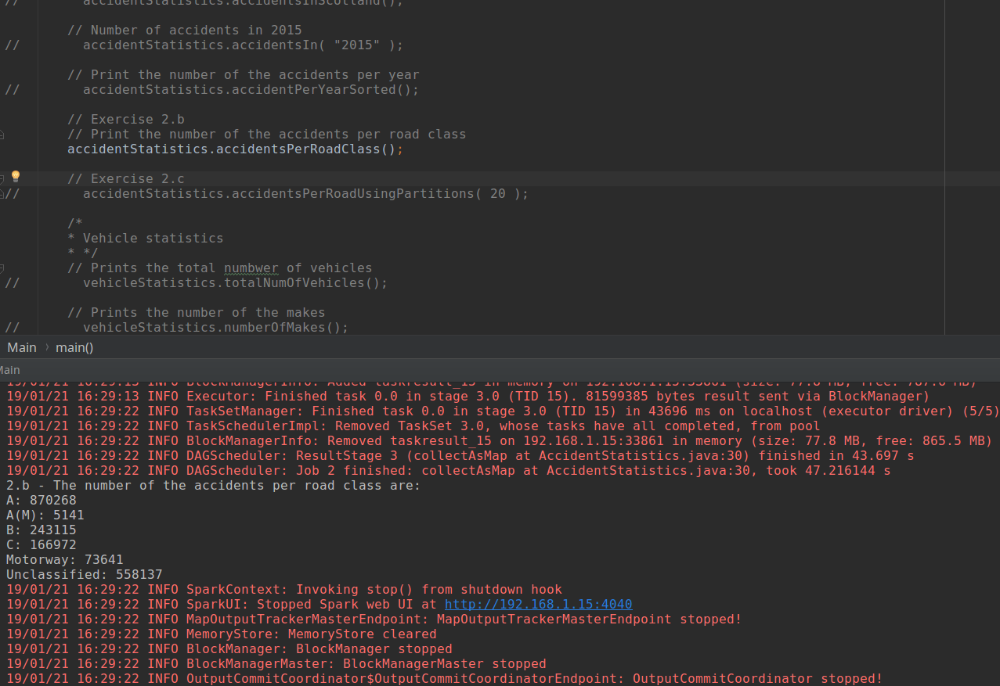 //        accidentStatistics.accidentsInScotland();
// Number of accidents in 2015
//        accidentStatistics.accidentsIn( "2015" );
// Print the number of the accidents per year
//        accidentStatistics.accidentPerYearSorted();
// Exercise 2.b
// Print the number of the accidents per road class
accidentStatistics.accidentsPerRoadClass();
// Exercise 2.c
//        accidentStatistics.accidentsPerRoadUsingPartitions( 20 );
/*
* Vehicle statistics
* */
// Prints the total numbwer of vehicles
//        vehicleStatistics.totalNumOfVehicles();
// Prints the number of the makes
//        vehicleStatistics.numberOfMakes();
Main › main()
Main
19/01/21 16:29:13 INFO BlockManagerInfo: Added taskresult_15 in memory on 192.168.1.15:33861 (size: 77.8 MB, free: 787.6 MB)
19/01/21 16:29:13 INFO Executor: Finished task 0.0 in stage 3.0 (TID 15). 81599385 bytes result sent via BlockManager)
19/01/21 16:29:22 INFO TaskSetManager: Finished task 0.0 in stage 3.0 (TID 15) in 43696 ms on localhost (executor driver) (5/5)
19/01/21 16:29:22 INFO TaskSchedulerImpl: Removed TaskSet 3.0, whose tasks have all completed, from pool
19/01/21 16:29:22 INFO BlockManagerInfo: Removed taskresult_15 on 192.168.1.15:33861 in memory (size: 77.8 MB, free: 865.5 MB)
19/01/21 16:29:22 INFO DAGScheduler: ResultStage 3 (collectAsMap at AccidentStatistics.java:30) finished in 43.697 s
19/01/21 16:29:22 INFO DAGScheduler: Job 2 finished: collectAsMap at AccidentStatistics.java:30, took 47.216144 s
2.b - The number of the accidents per road class are:
A: 870268
A(M): 5141
B: 243115
C: 166972
Motorway: 73641
Unclassified: 558137
19/01/21 16:29:22 INFO SparkContext: Invoking stop() from shutdown hook
19/01/21 16:29:22 INFO SparkUI: Stopped Spark web UI at http://192.168.1.15:4040
19/01/21 16:29:22 INFO MapOutputTrackerMasterEndpoint: MapOutputTrackerMasterEndpoint stopped!
19/01/21 16:29:22 INFO MemoryStore: MemoryStore cleared
19/01/21 16:29:22 INFO BlockManager: BlockManager stopped
19/01/21 16:29:22 INFO BlockManagerMaster: BlockManagerMaster stopped
19/01/21 16:29:22 INFO OutputCommitCoordinator$OutputCommitCoordinatorEndpoint: OutputCommitCoordinator stopped!